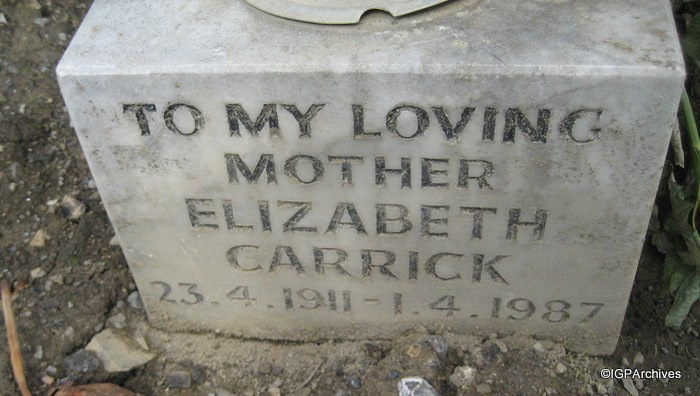 TO MY LOVING
MOTHER
ELIZABETH
CARRICK
23.4.1911-1.4.1987
©IGPArchives